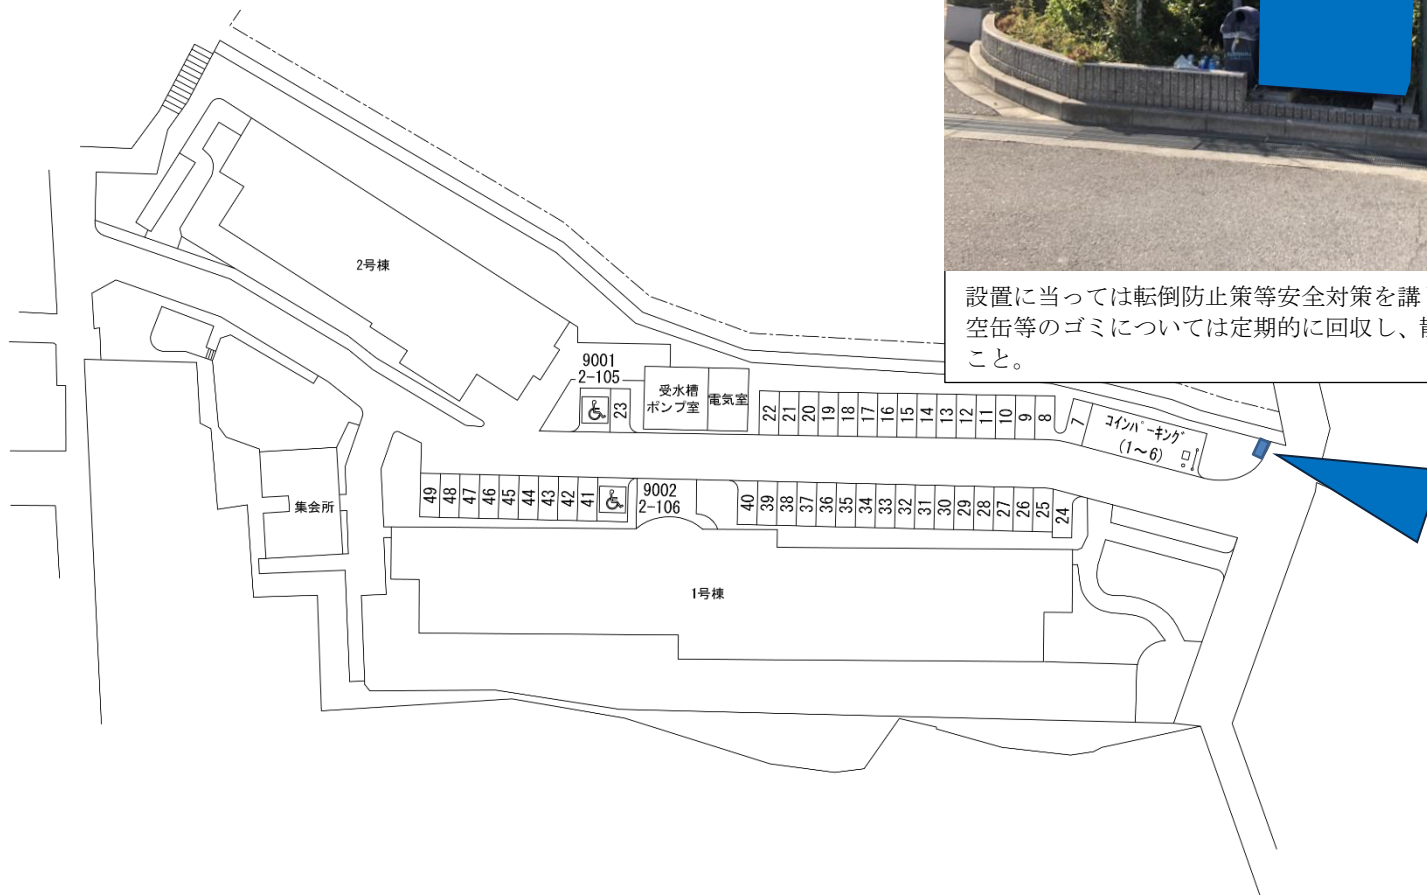 設置に当っては転倒防止策等安全対策を講
空缶等のゴミについては定期的に回収し、
こと。
2号棟
9001
2-105
23
受水槽
ポンプ室
電気室
22 21 20 19 18 17 16 15 14 13 12 11 10 9 8
7
コインパーキング
(1~6)
49 48 47 46 45 44 43 42 41
9002
2-106
40 39 38 37 36 35 34 33 32 31 30 29 28 27 26 25 24
集会所
1号棟